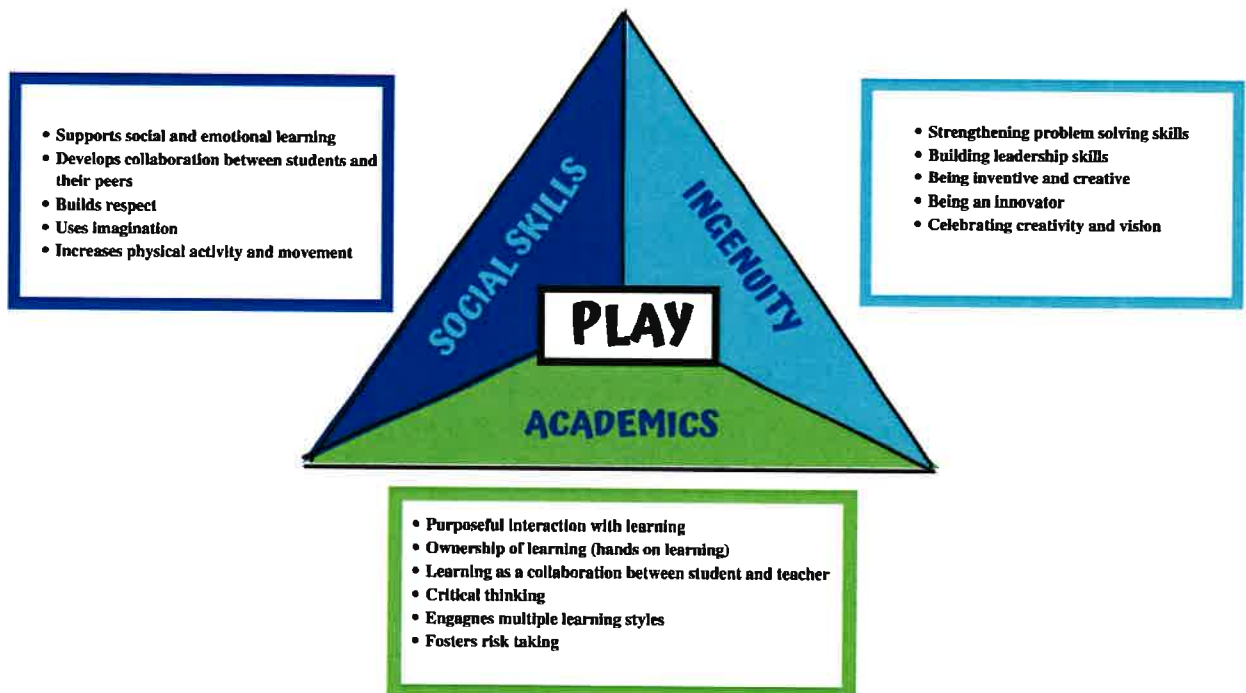 • Supports social and emotional learning
• Develops collaboration between students and
their peers
• Builds respect
• Uses imagination
• Increases physical activity and movement
SOCIAL SKILLS
INGENUITY
PLAY
ACADEMICS
• Strengthening problem solving skills
• Building leadership skills
• Being inventive and creative
• Being an innovator
• Celebrating creativity and vision
• Purposeful interaction with learning
• Ownership of learning (hands on learning)
• Learning as a collaboration between student and teacher
• Critical thinking
• Engagnes multiple learning styles
• Fosters risk taking